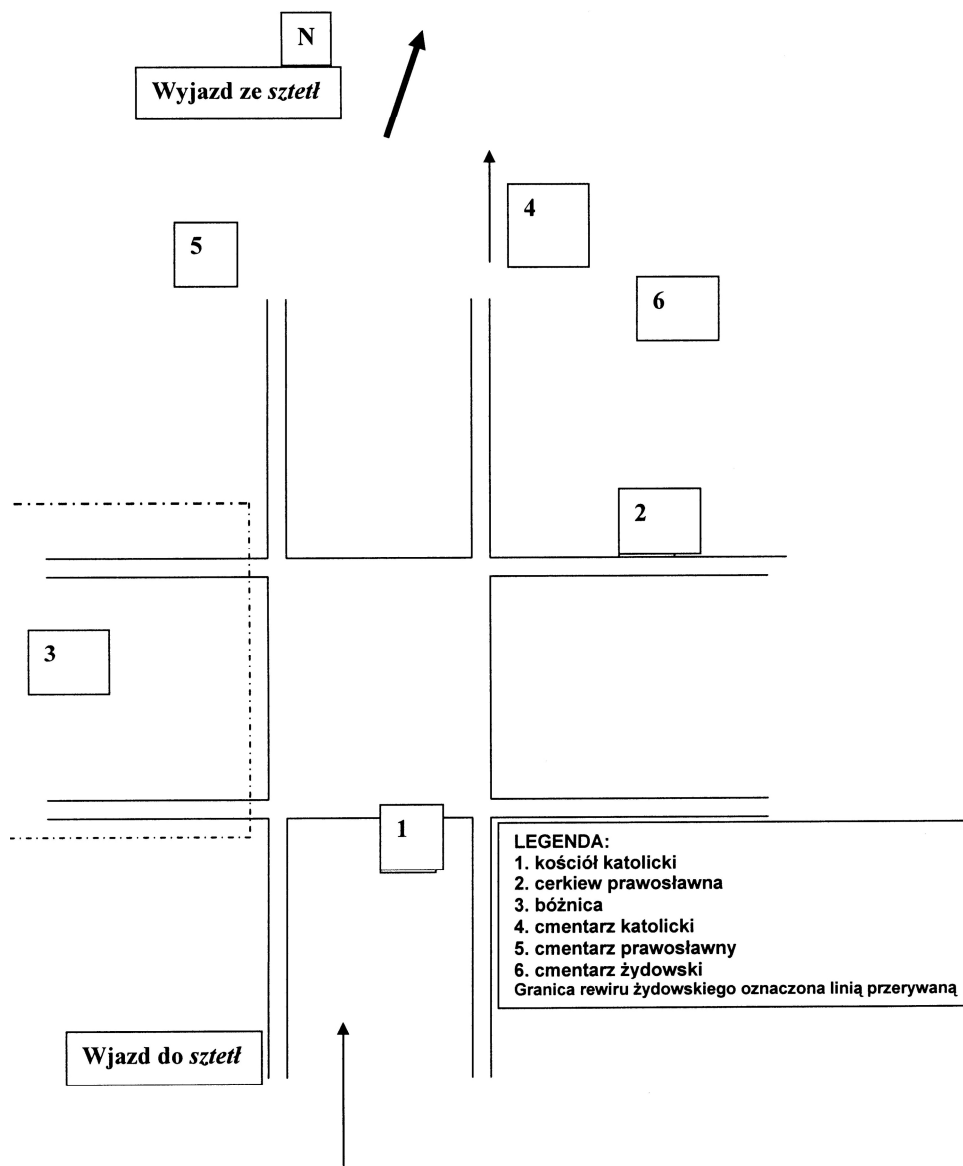 N
Wyjazd ze sztetł
4
5
6
2
3
1
LEGENDA:
1. kościół katolicki
2. cerkiew prawosławna
3. bóżnica
4. cmentarz katolicki
5. cmentarz prawosławny
6. cmentarz żydowski
Granica rewiru żydowskiego oznaczona linią przerywaną
Wjazd do sztetł